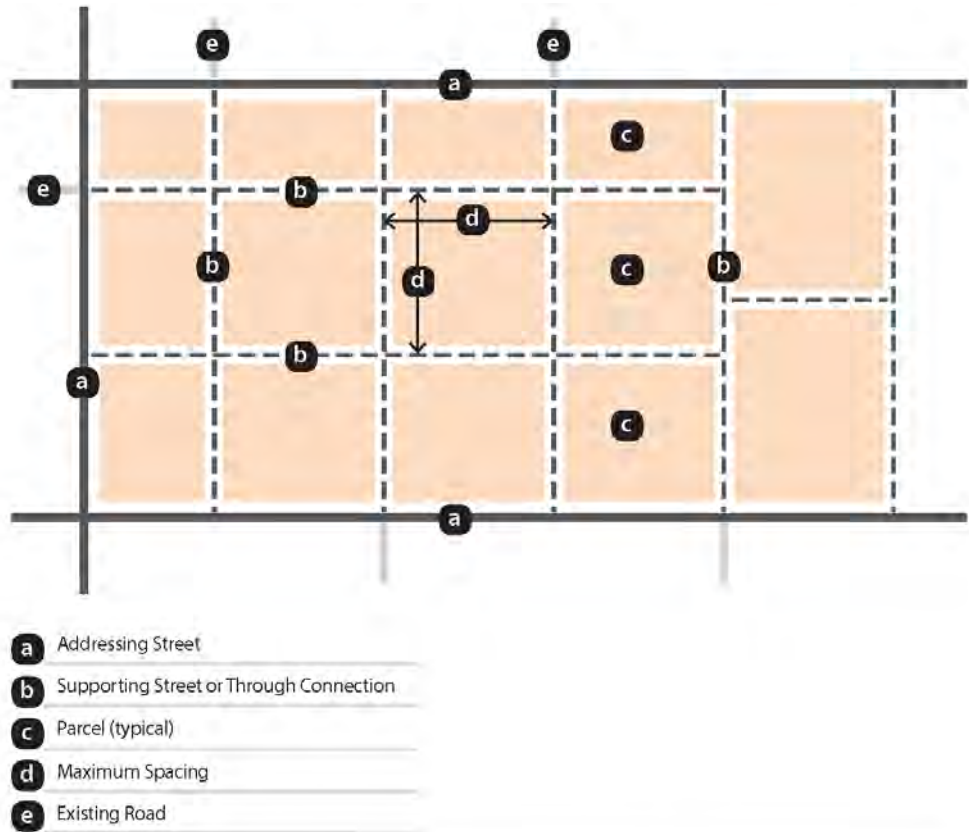 e e
a
c
e b
d
b d c b
b
a
c
a
a Addressing Street
b Supporting Street or Through Connection
c Parcel (typical)
d Maximum Spacing
e Existing Road